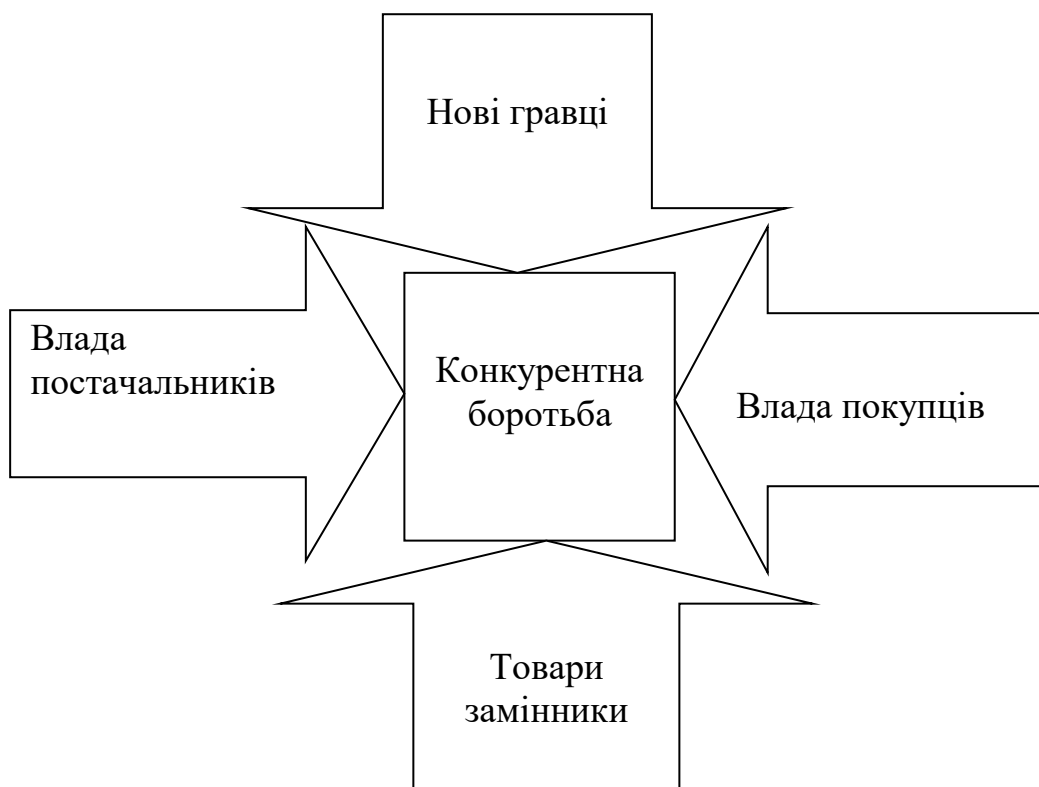 Нові гравці
Влада
постачальників
Конкурентна
боротьба
Влада покупців
Товари
замінники